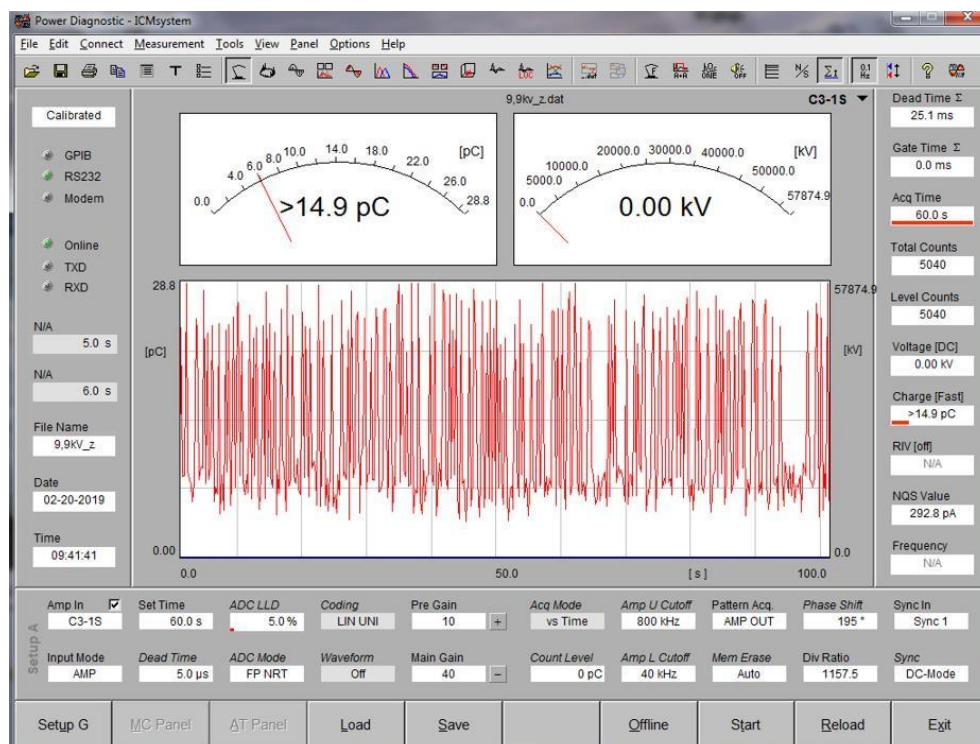 Power Diagnostic - ICMsystem
File Edit Connect Measurement Tools View Panel Options Help
T LOC R+R N/S Σ1 0.1 Hz ?
Calibrated
GPIB
RS232
Modem
Online
TXD
RXD
N/A
5.0 s
N/A
6.0 s
File Name
9,9kV_z
Date
02-20-2019
Time
09:41:41
9,9kv_z.dat
C3-1S
0.0 4.0 6.0 8.0 10.0 14.0 18.0 22.0 26.0 28.8 [pC]
>14.9 pC
0.0 5000.0 10000.0 20000.0 30000.0 40000.0 50000.0 57874.9 [kV]
0.00 kV
28.8
57874.9
[pC]
[kV]
0.00
0.0
0.0 50.0 [s] 100.0
Dead Time Σ
25.1 ms
Gate Time Σ
0.0 ms
Acq Time
60.0 s
Total Counts
5040
Level Counts
5040
Voltage [DC]
0.00 kV
Charge [Fast]
>14.9 pC
RIV [off]
N/A
NQS Value
292.8 pA
Frequency
N/A
Setup A
Amp In Set Time ADC LLD Coding Pre Gain Acq Mode Amp U Cutoff Pattern Acq. Phase Shift Sync In
C3-1S 60.0 s 5.0 % LIN UNI 10 + vs Time 800 kHz AMP OUT 195 ° Sync 1
Input Mode Dead Time ADC Mode Waveform Main Gain Count Level Amp L Cutoff Mem Erase Div Ratio Sync
AMP 5.0 µs FP NRT Off 40 − 0 pC 40 kHz Auto 1157.5 DC-Mode
Setup G MC Panel AT Panel Load Save Offline Start Reload Exit